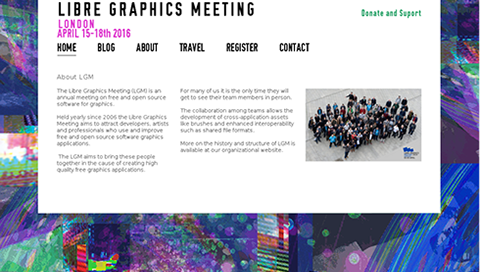 LIBRE GRAPHICS MEETING
LONDON
APRIL 15-18th 2016
Donate and Suport
HOME BLOG ABOUT TRAVEL REGISTER CONTACT
About LGM
The Libre Graphics Meeting (LGM) is an
annual meeting on free and open source
software for graphics.
Held yearly since 2006 the Libre Graphics
Meeting aims to attract developers, artists
and professionals who use and improve
free and open source software graphics
applications.
The LGM aims to bring these people
together in the cause of creating high
quality free graphics applications.
For many of us it is the only time they will
get to see their team members in person.
The collaboration among teams allows the
development of cross-application assets
like brushes and enhanced interoperability
such as shared file formats.
More on the history and structure of LGM is
available at our organizational website.